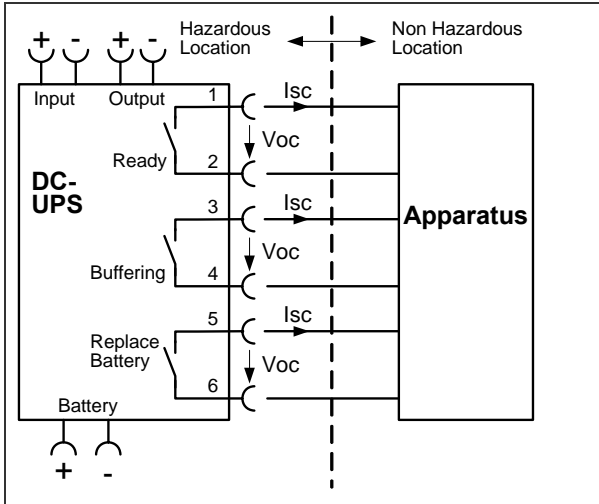 Hazardous
Location
Non Hazardous
Location
+ - + -
Input Output
1 Isc
Voc
Ready 2
DC-
UPS
3 Isc
Apparatus
Voc
Buffering 4
5 Isc
Replace
Battery
Voc
6
Battery
+ -